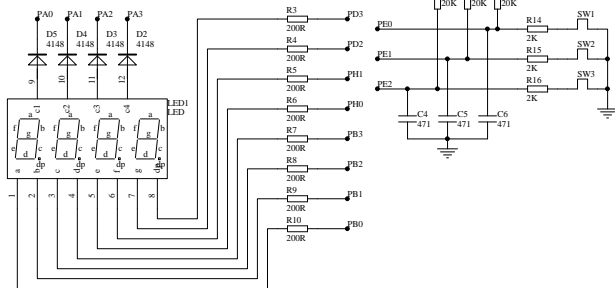 PA0 PA1 PA2 PA3
D5 D4 D3 D2
4148 4148 4148 4148
9 10 11 12
LED1
LED
c1 c2 c3 c4
a a a a
f b f b f b f b
g g g g
e c e c e c e c
d d d d
dp dp dp dp
a b c d e f g dp
1 2 3 4 5 6 7 8
R3 PD3
200R
R4 PD2
200R
R5 PH1
200R
R6 PH0
200R
R7 PB3
200R
R8 PB2
200R
R9 PB1
200R
R10 PB0
200R
20K 20K 20K
PE0 R14 SW1
2K
PE1 R15 SW2
2K
PE2 R16 SW3
2K
C4 C5 C6
471 471 471